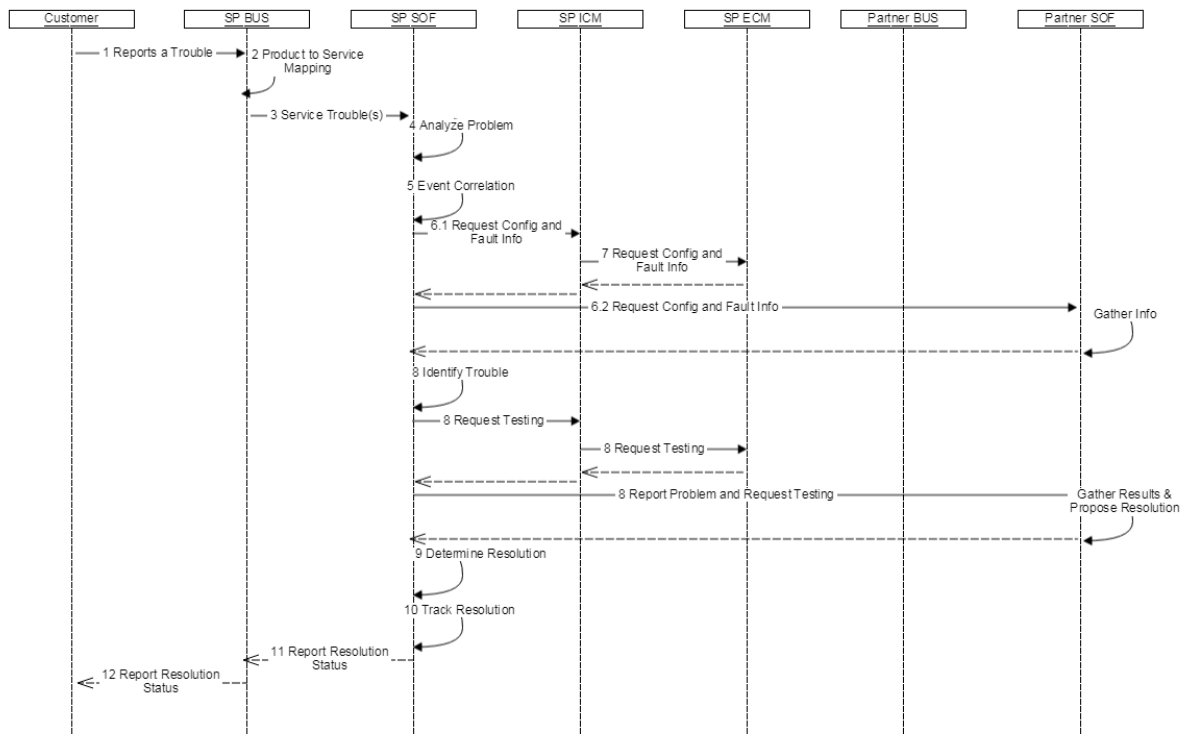 Customer
SP BUS
SP SOF
SP ICM
SP ECM
Partner BUS
Partner SOF
1 Reports a Trouble
2 Product to Service
Mapping
3 Service Trouble(s)
4 Analyze Problem
5 Event Correlation
6.1 Request Config and
Fault Info
7 Request Config and
Fault Info
6.2 Request Config and Fault Info
Gather Info
8 Identify Trouble
8 Request Testing
8 Request Testing
8 Report Problem and Request Testing
Gather Results &
Propose Resolution
9 Determine Resolution
10 Track Resolution
11 Report Resolution
Status
12 Report Resolution
Status